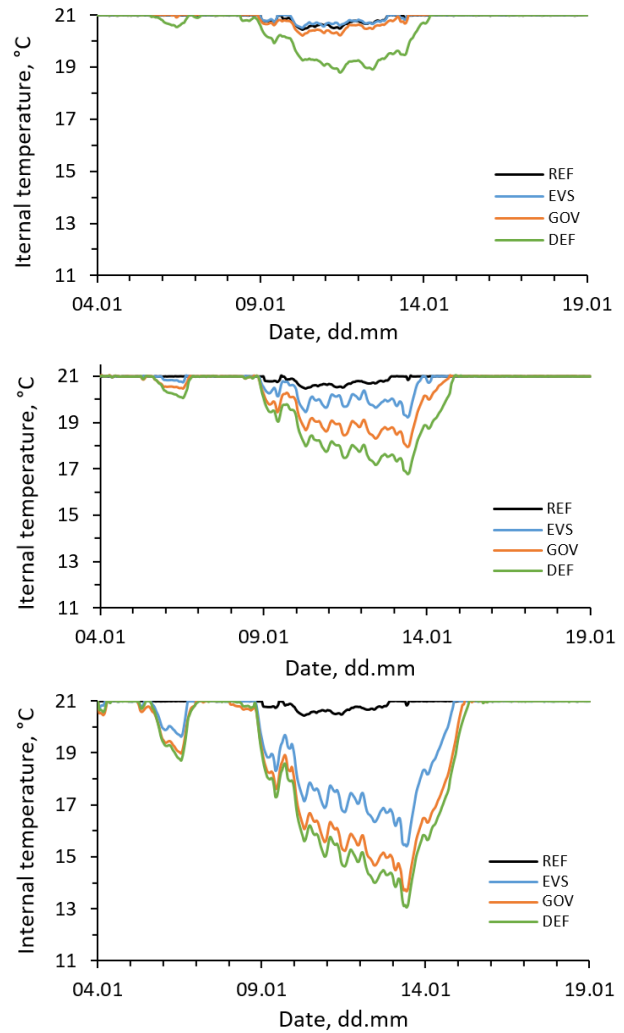 21
19
17
15
13
11
Iternal temperature, °C
REF
EVS
GOV
DEF
04.01 09.01 14.01 19.01
Date, dd.mm
21
19
17
15
13
11
Iternal temperature, °C
REF
EVS
GOV
DEF
04.01 09.01 14.01 19.01
Date, dd.mm
21
19
17
15
13
11
Internal temperature, °C
REF
EVS
GOV
DEF
04.01 09.01 14.01 19.01
Date, dd.mm